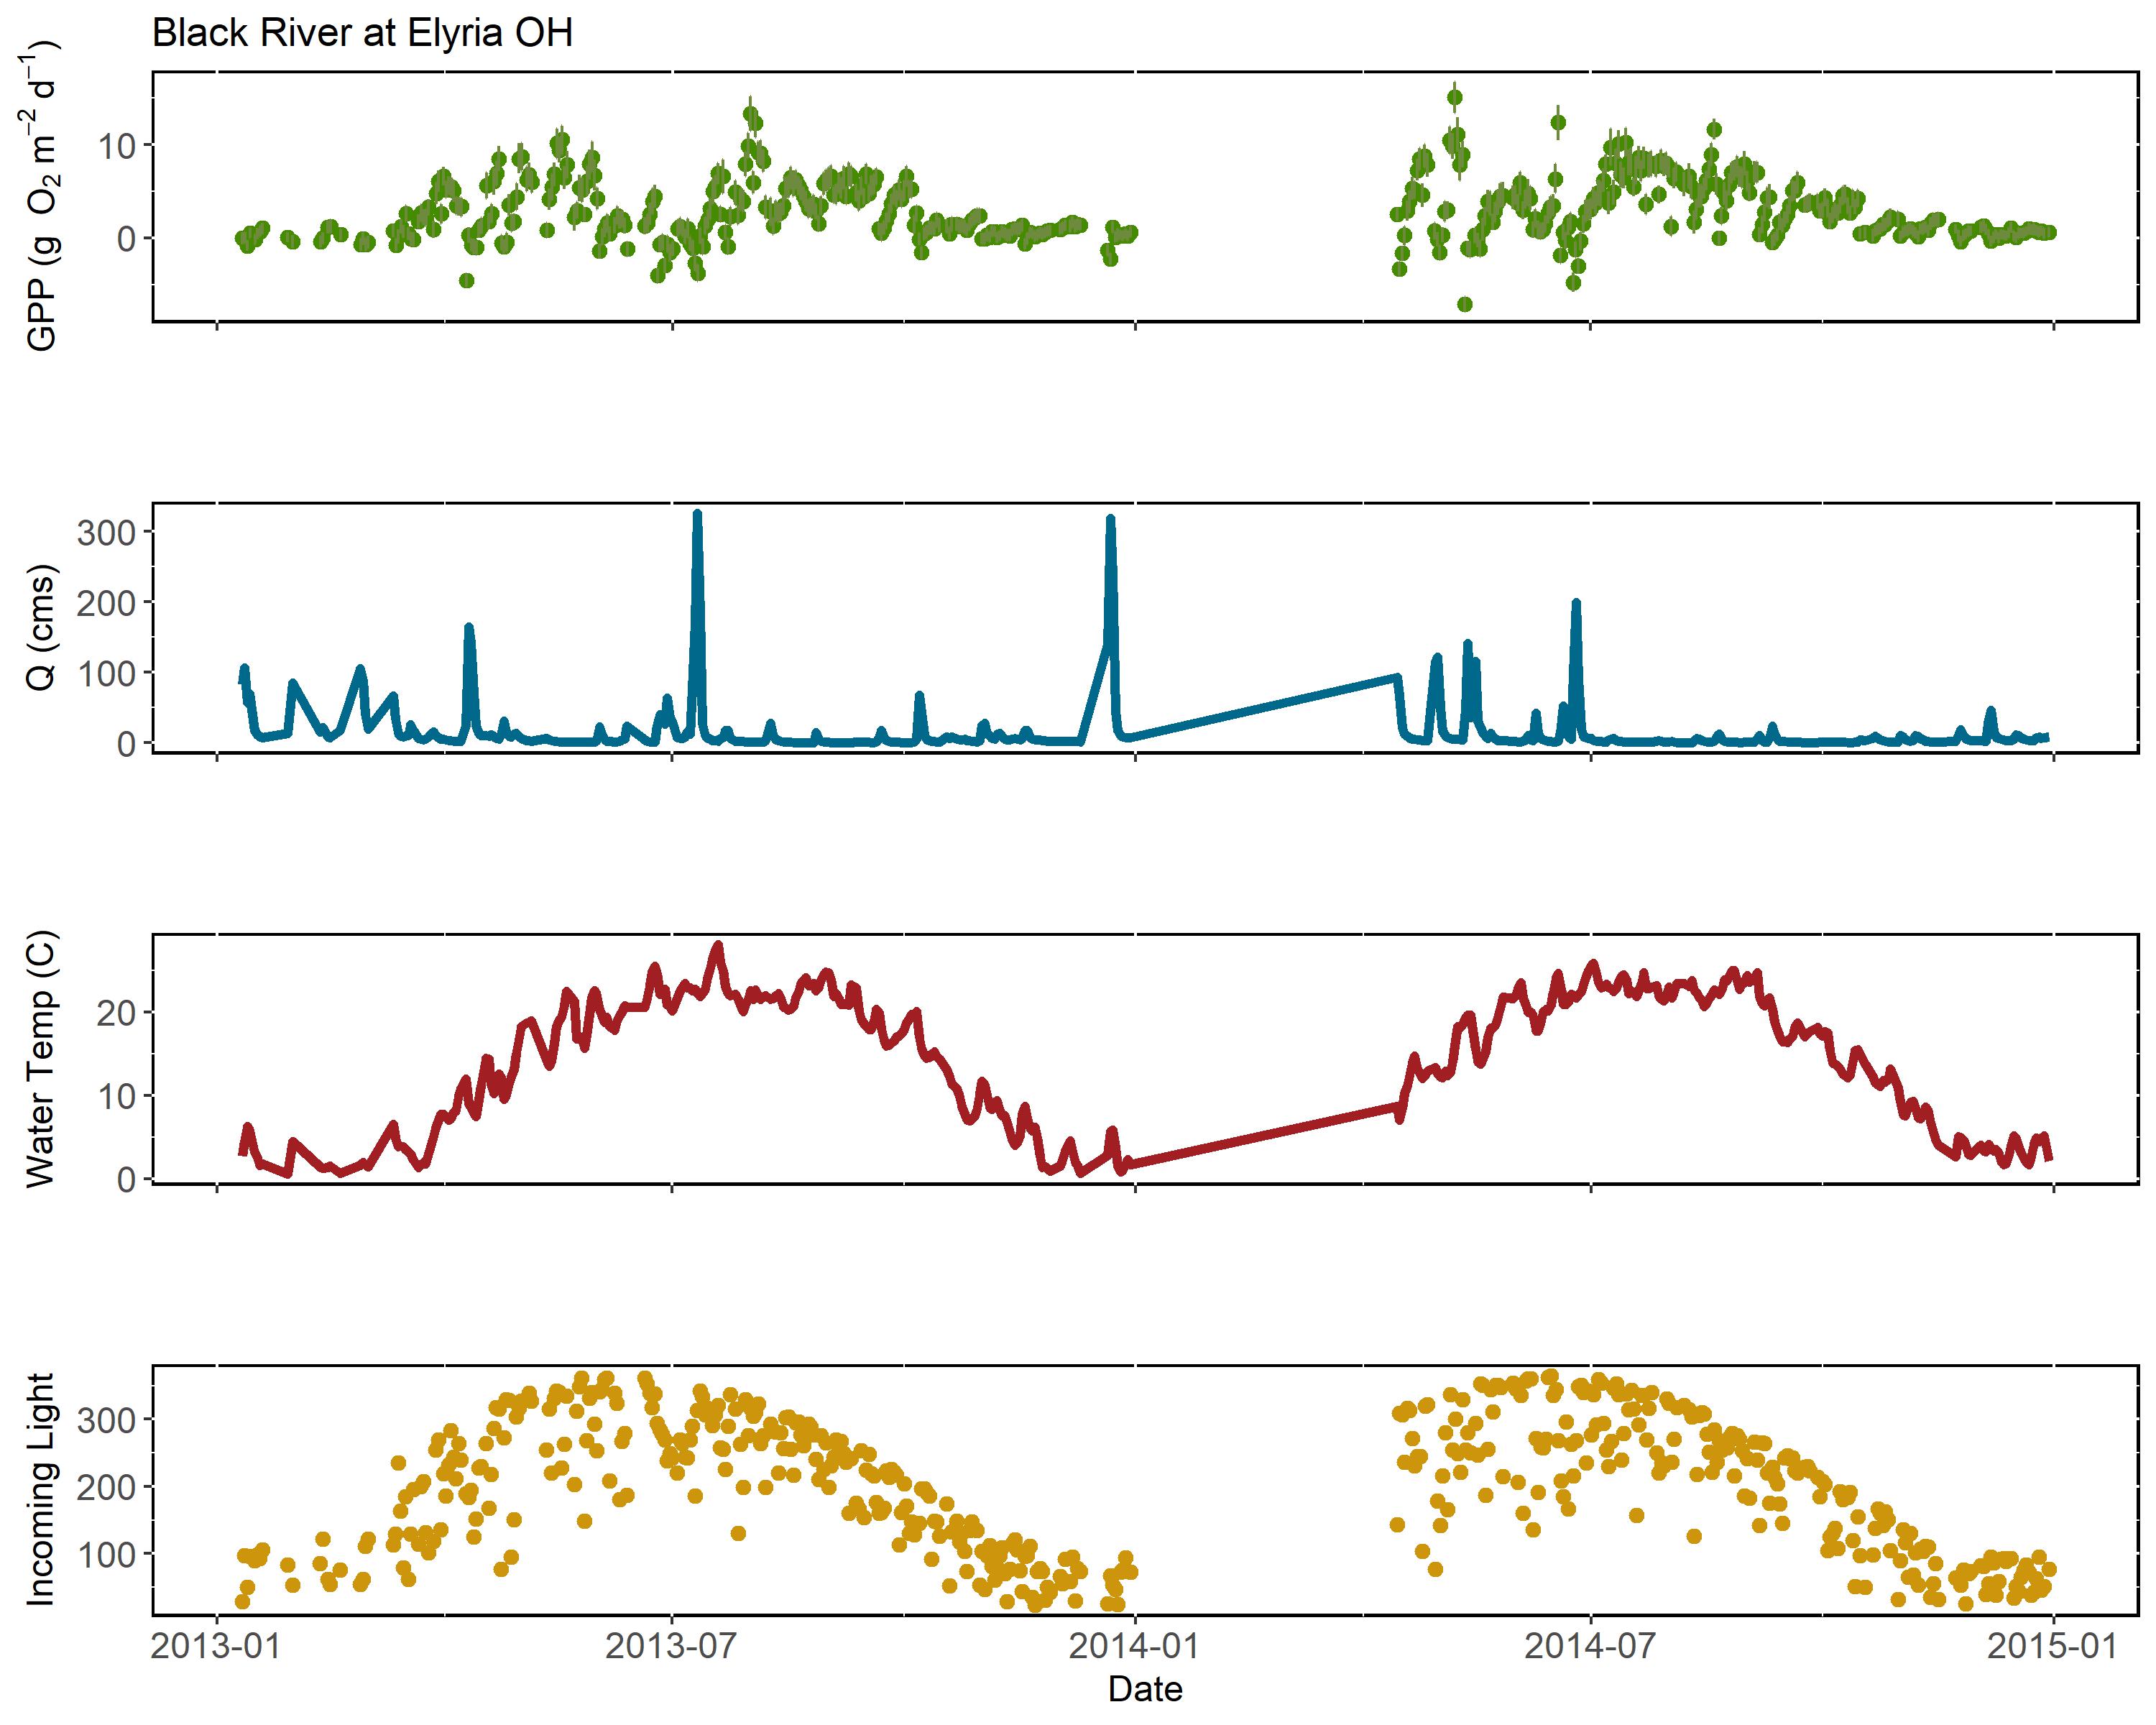 Black River at Elyria OH
GPP (g O₂ m⁻² d⁻¹)
10
0
Q (cms)
300
200
100
0
Water Temp (C)
20
10
0
Incoming Light
300
200
100
2013-01 2013-07 2014-01 2014-07 2015-01
Date